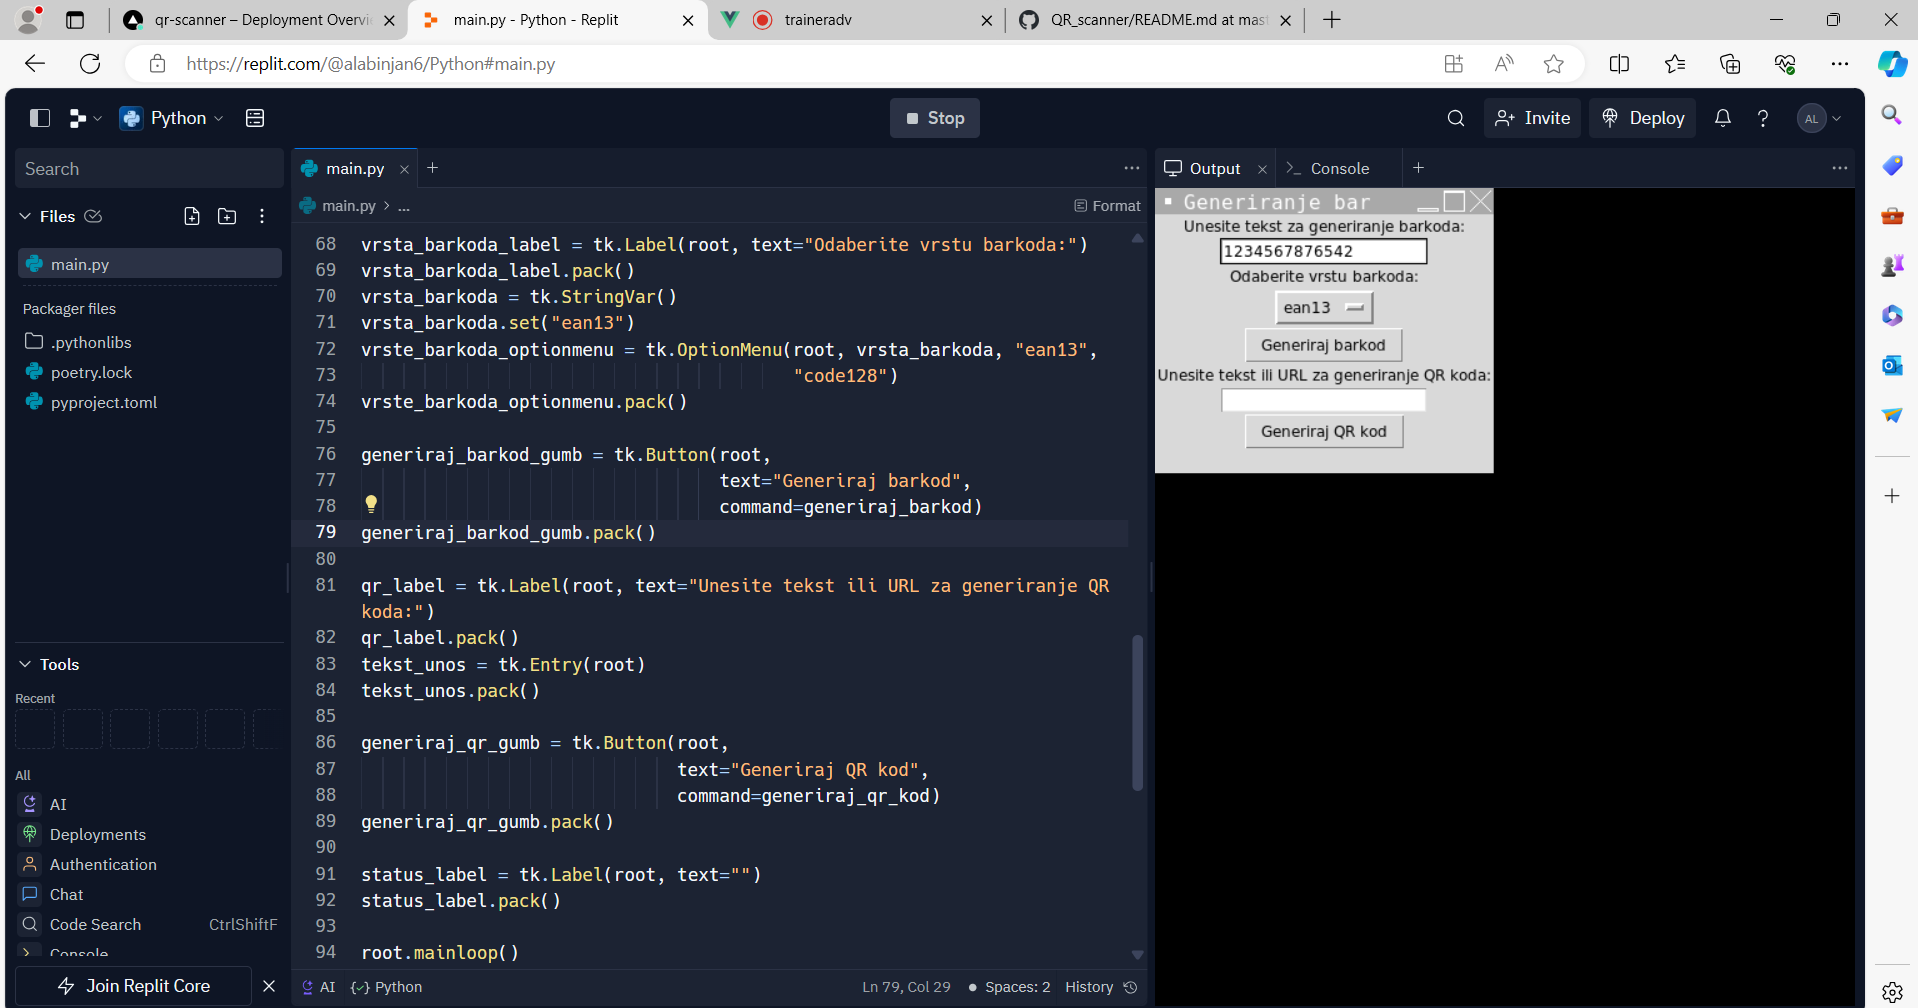 qr-scanner – Deployment Overvi
main.py - Python - Replit
traineradv
QR_scanner/README.md at mast
https://replit.com/@alabinjan6/Python#main.py
Python
Stop
Invite
Deploy
AL
Search
Files
main.py
Packager files
.pythonlibs
poetry.lock
pyproject.toml
Tools
Recent
All
AI
Deployments
Authentication
Chat
Code Search CtrlShiftF
Console
Join Replit Core
main.py
main.py > ...
Format
68 vrsta_barkoda_label = tk.Label(root, text="Odaberite vrstu barkoda:")
69 vrsta_barkoda_label.pack()
70 vrsta_barkoda = tk.StringVar()
71 vrsta_barkoda.set("ean13")
72 vrste_barkoda_optionmenu = tk.OptionMenu(root, vrsta_barkoda, "ean13",
73 "code128")
74 vrste_barkoda_optionmenu.pack()
75
76 generiraj_barkod_gumb = tk.Button(root,
77 text="Generiraj barkod",
78 command=generiraj_barkod)
79 generiraj_barkod_gumb.pack()
80
81 qr_label = tk.Label(root, text="Unesite tekst ili URL za generiranje QR
koda:")
82 qr_label.pack()
83 tekst_unos = tk.Entry(root)
84 tekst_unos.pack()
85
86 generiraj_qr_gumb = tk.Button(root,
87 text="Generiraj QR kod",
88 command=generiraj_qr_kod)
89 generiraj_qr_gumb.pack()
90
91 status_label = tk.Label(root, text="")
92 status_label.pack()
93
94 root.mainloop()
AI
Python
Ln 79, Col 29
Spaces: 2
History
Output
Console
Generiranje bar
Unesite tekst za generiranje barkoda:
1234567876542
Odaberite vrstu barkoda:
ean13
Generiraj barkod
Unesite tekst ili URL za generiranje QR koda:
Generiraj QR kod